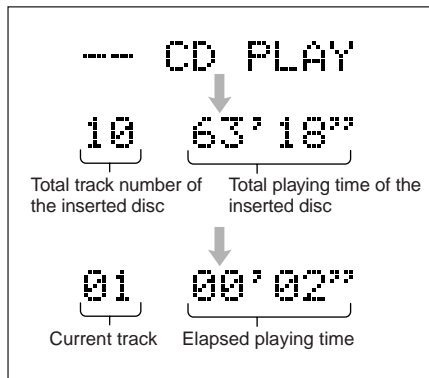 -- CD PLAY
10 63'18"
Total track number of the inserted disc
Total playing time of the inserted disc
01 00'02"
Current track Elapsed playing time